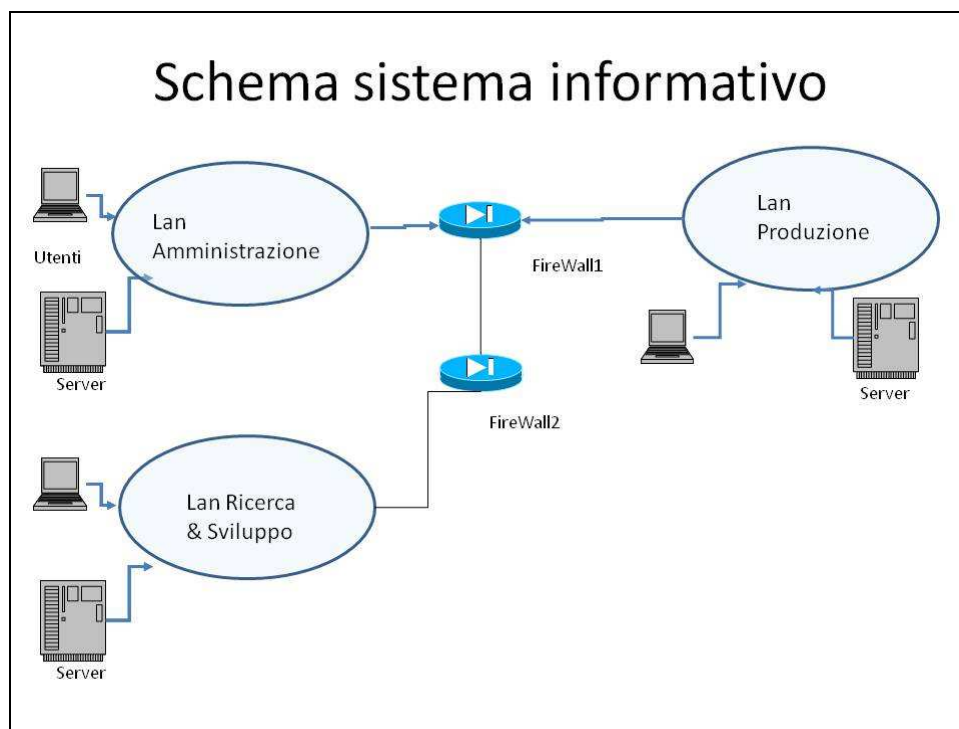 Schema sistema informativo
Lan
Amministrazione
Utenti
Server
FireWall1
Lan
Produzione
Server
FireWall2
Lan Ricerca
& Sviluppo
Server